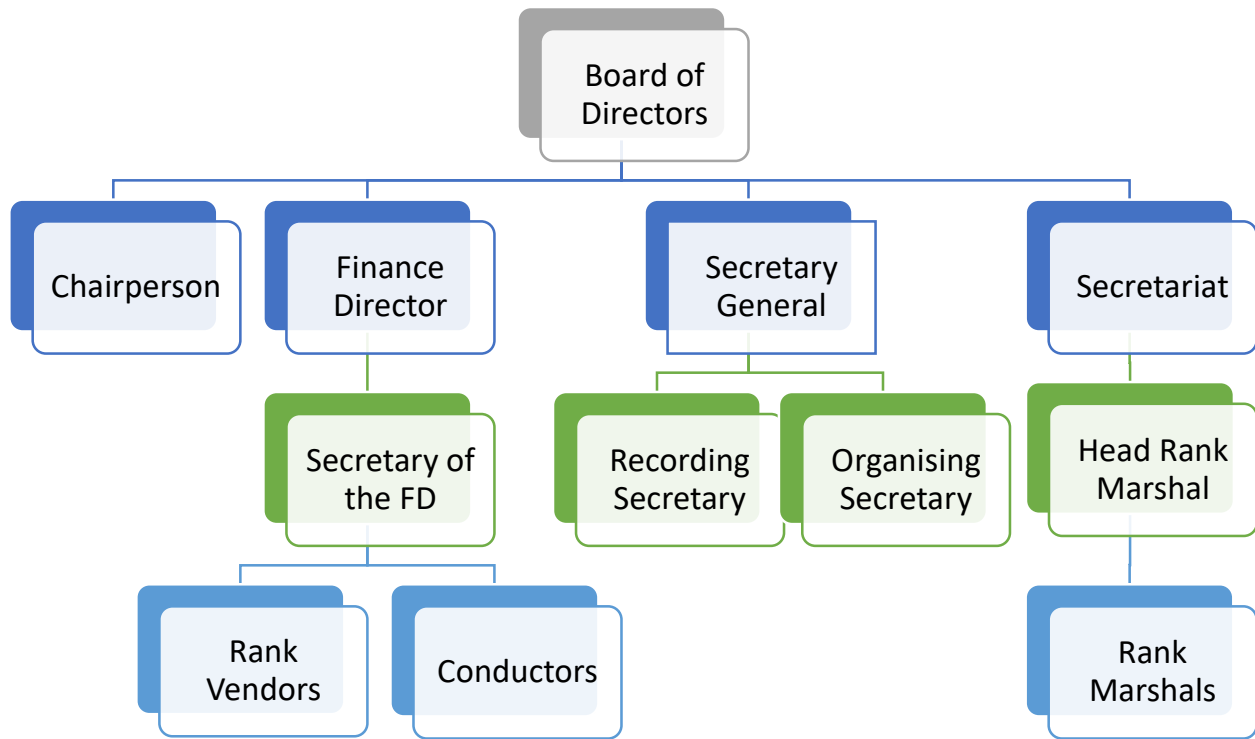 Board of
Directors
Chairperson
Finance
Director
Secretary
General
Secretariat
Secretary of
the FD
Recording
Secretary
Organising
Secretary
Head Rank
Marshal
Rank
Vendors
Conductors
Rank
Marshals